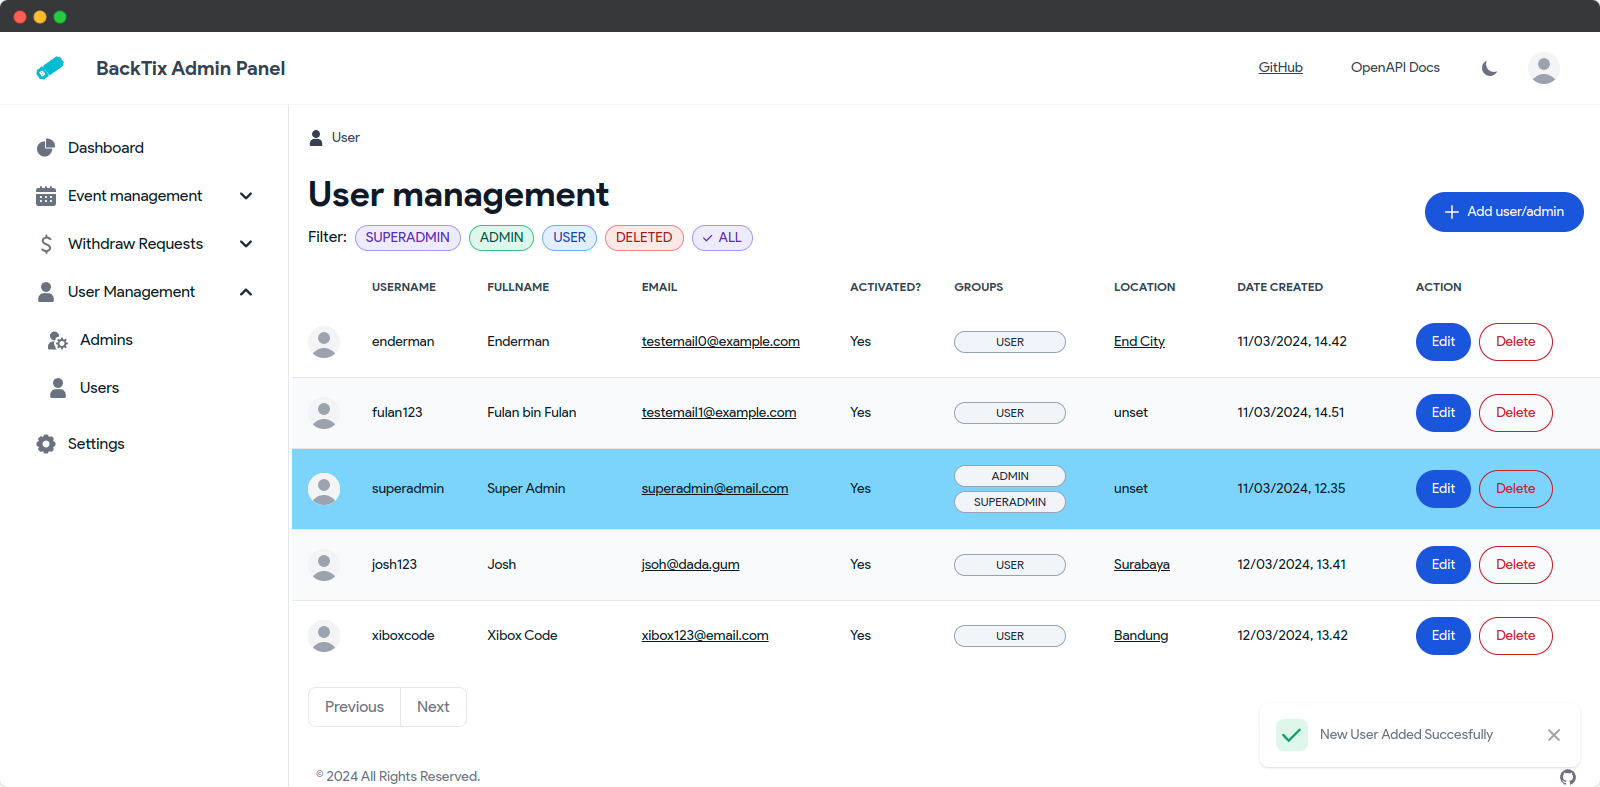 BackTix Admin Panel
GitHub
OpenAPI Docs
Dashboard
Event management
Withdraw Requests
User Management
Admins
Users
Settings
User
User management
Add user/admin
Filter: SUPERADMIN ADMIN USER DELETED ALL
USERNAME FULLNAME EMAIL ACTIVATED? GROUPS LOCATION DATE CREATED ACTION
enderman Enderman testemail0@example.com Yes USER End City 11/03/2024, 14.42 Edit Delete
fulan123 Fulan bin Fulan testemail1@example.com Yes USER unset 11/03/2024, 14.51 Edit Delete
superadmin Super Admin superadmin@email.com Yes ADMIN SUPERADMIN unset 11/03/2024, 12.35 Edit Delete
josh123 Josh jsoh@dada.gum Yes USER Surabaya 12/03/2024, 13.41 Edit Delete
xiboxcode Xibox Code xibox123@email.com Yes USER Bandung 12/03/2024, 13.42 Edit Delete
Previous Next
New User Added Succesfully
© 2024 All Rights Reserved.